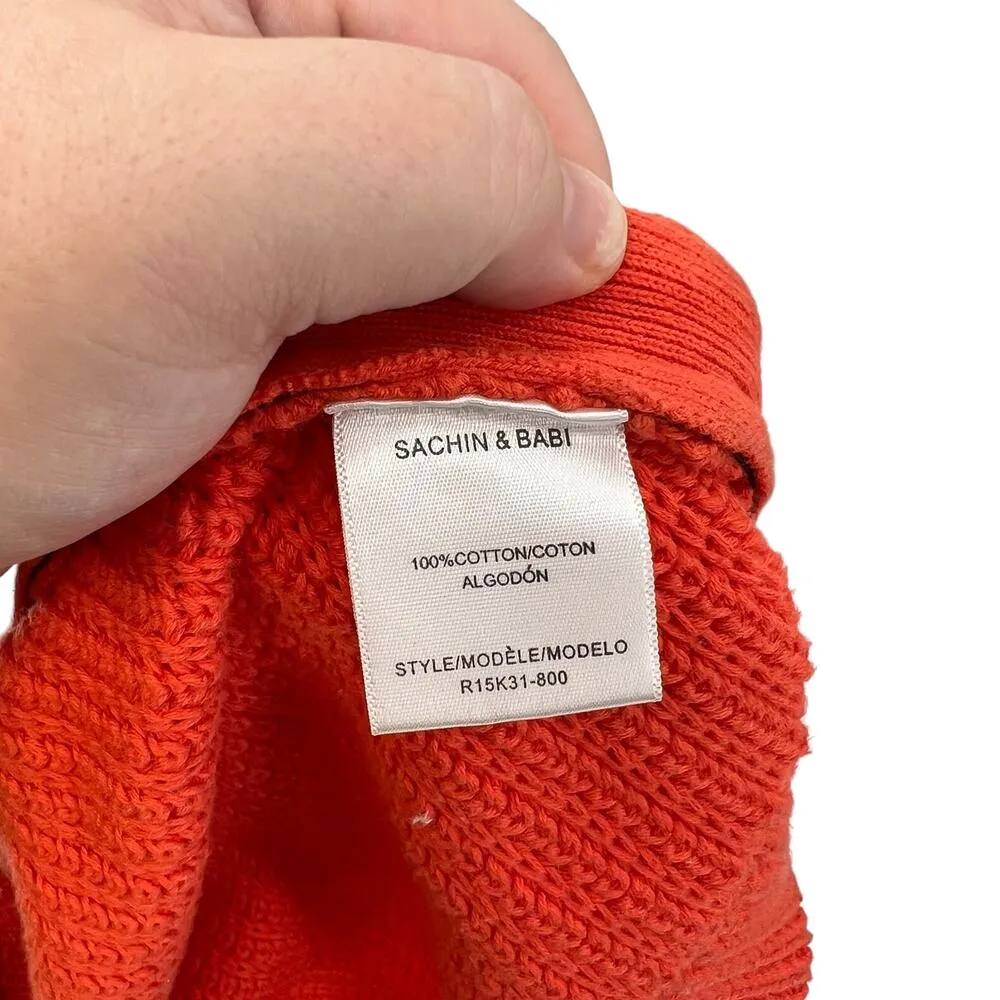 SACHIN & BABI
100%COTTON/COTON
ALGODÓN
STYLE/MODÈLE/MODELO
R15K31-800